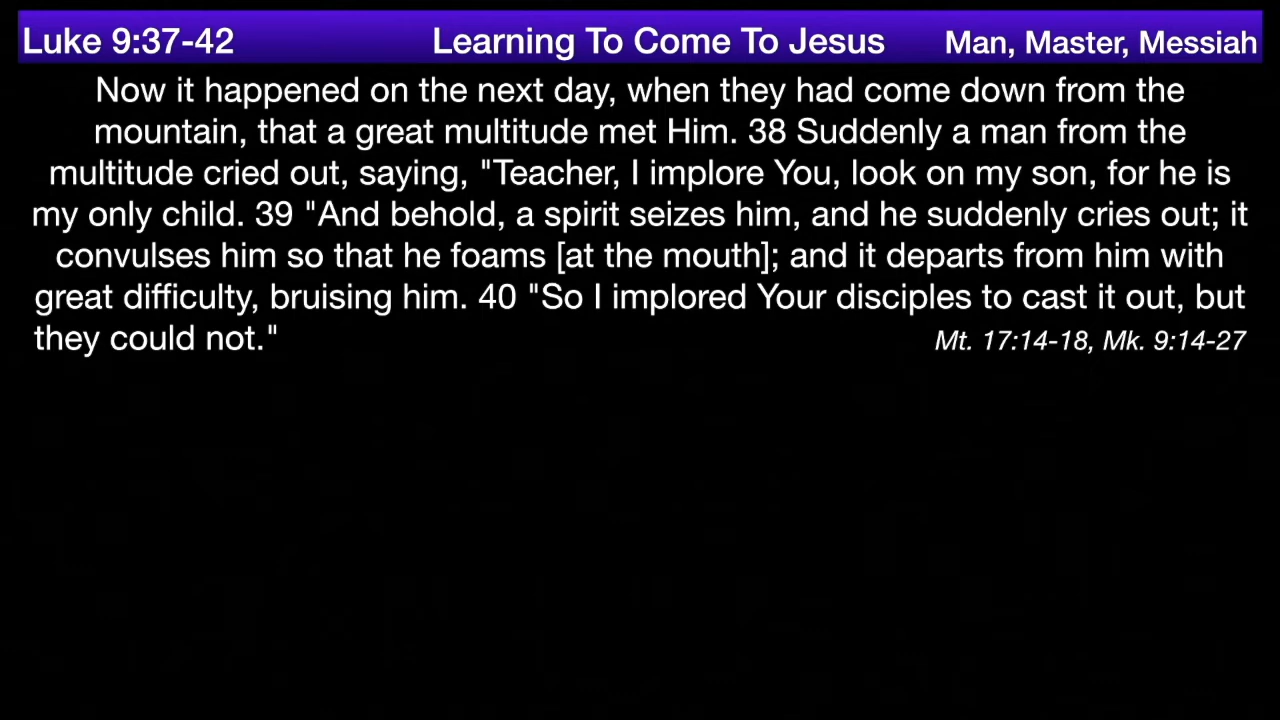 Luke 9:37-42 Learning To Come To Jesus Man, Master, Messiah
Now it happened on the next day, when they had come down from the
mountain, that a great multitude met Him. 38 Suddenly a man from the
multitude cried out, saying, "Teacher, I implore You, look on my son, for he is
my only child. 39 "And behold, a spirit seizes him, and he suddenly cries out; it
convulses him so that he foams [at the mouth]; and it departs from him with
great difficulty, bruising him. 40 "So I implored Your disciples to cast it out, but
they could not." Mt. 17:14-18, Mk. 9:14-27